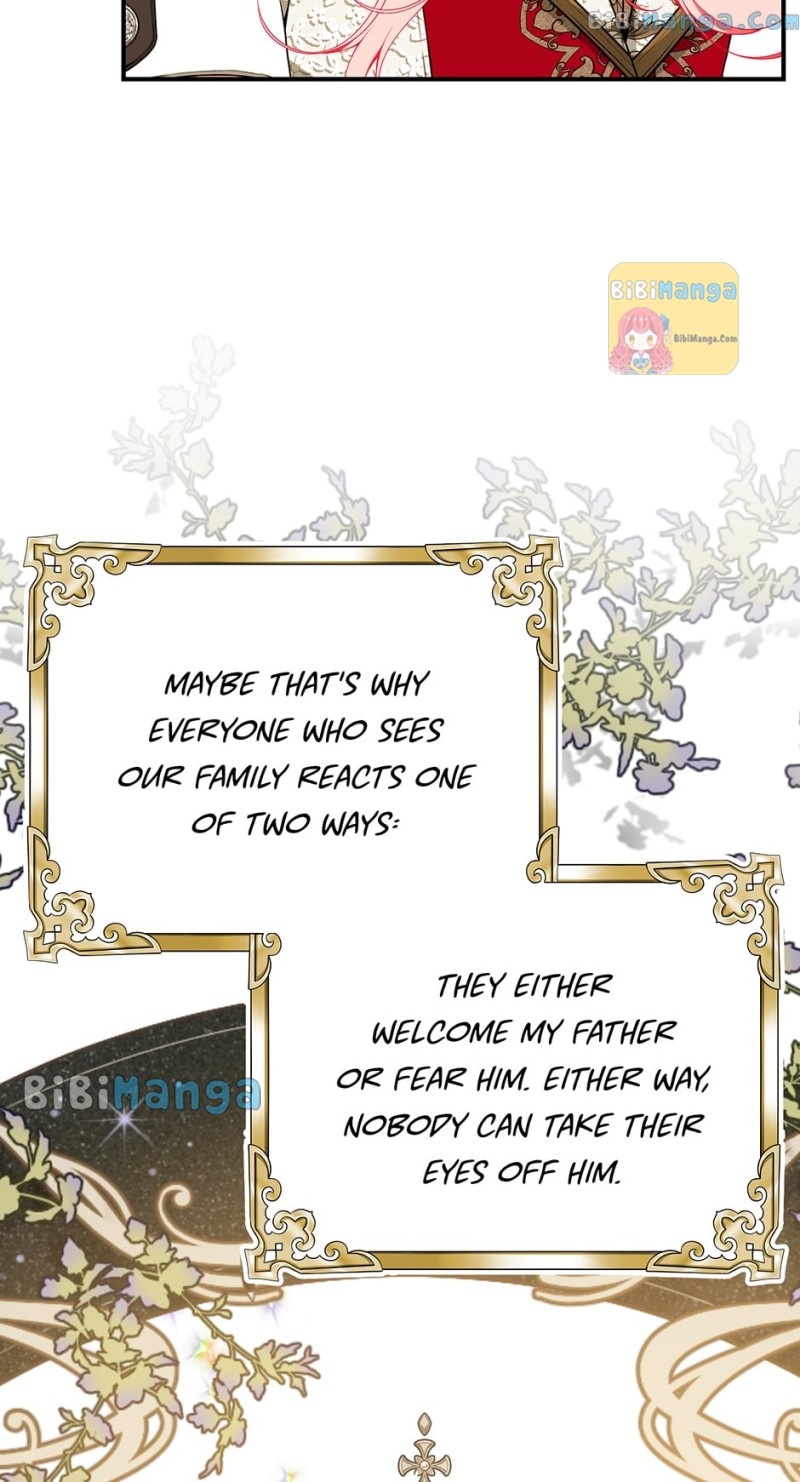 BiBiManga.Com
BiBiManga
BibiManga.Com
MAYBE THAT'S WHY
EVERYONE WHO SEES
OUR FAMILY REACTS ONE
OF TWO WAYS:
THEY EITHER
WELCOME MY FATHER
OR FEAR HIM. EITHER WAY,
NOBODY CAN TAKE THEIR
EYES OFF HIM.
BiBiManga